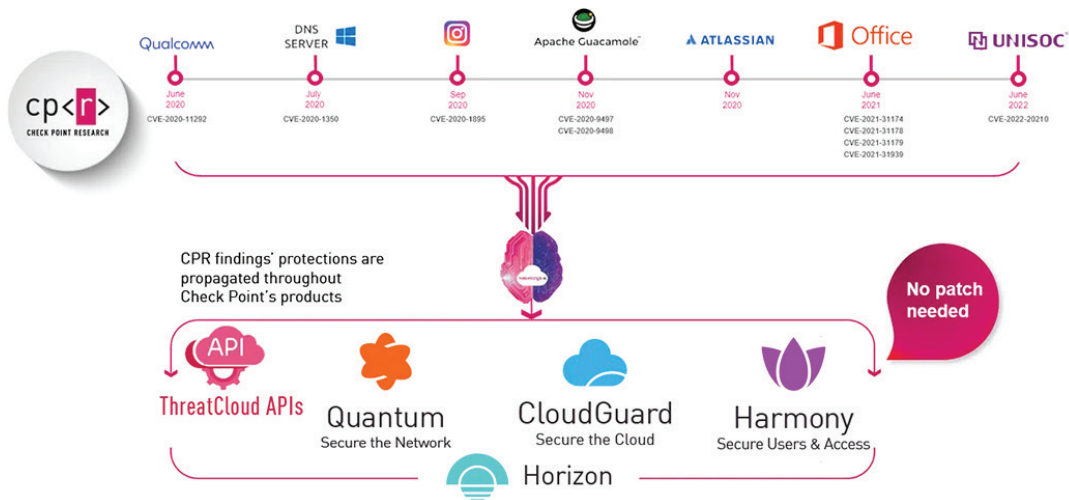 Qualcomm
DNS
SERVER
Apache Guacamole™
ATLASSIAN
Office
UNISOC
cp<r>
CHECK POINT RESEARCH
June
2020
July
2020
Sep
2020
Nov
2020
Nov
2020
June
2021
June
2022
CVE-2020-11292
CVE-2020-1350
CVE-2020-1895
CVE-2020-9497
CVE-2020-9498
CVE-2021-31174
CVE-2021-31178
CVE-2021-31179
CVE-2021-31939
CVE-2022-20210
CPR findings' protections are
propagated throughout
Check Point's products
No patch
needed
API
ThreatCloud APIs
Quantum
Secure the Network
CloudGuard
Secure the Cloud
Harmony
Secure Users & Access
Horizon